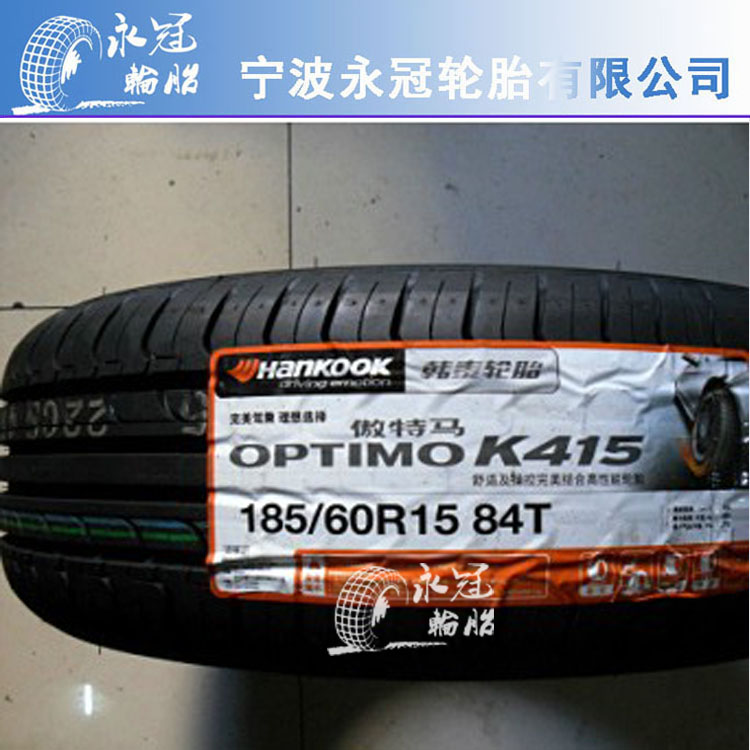 永冠
輪胎
宁波永冠轮胎有限公司
HANKOOK
driving emotion
韩泰轮胎
完美驾乘 理想选择
傲特马
OPTIMO K415
舒适及操控完美结合高性能轮胎
185/60R15 84T
永冠
輪胎